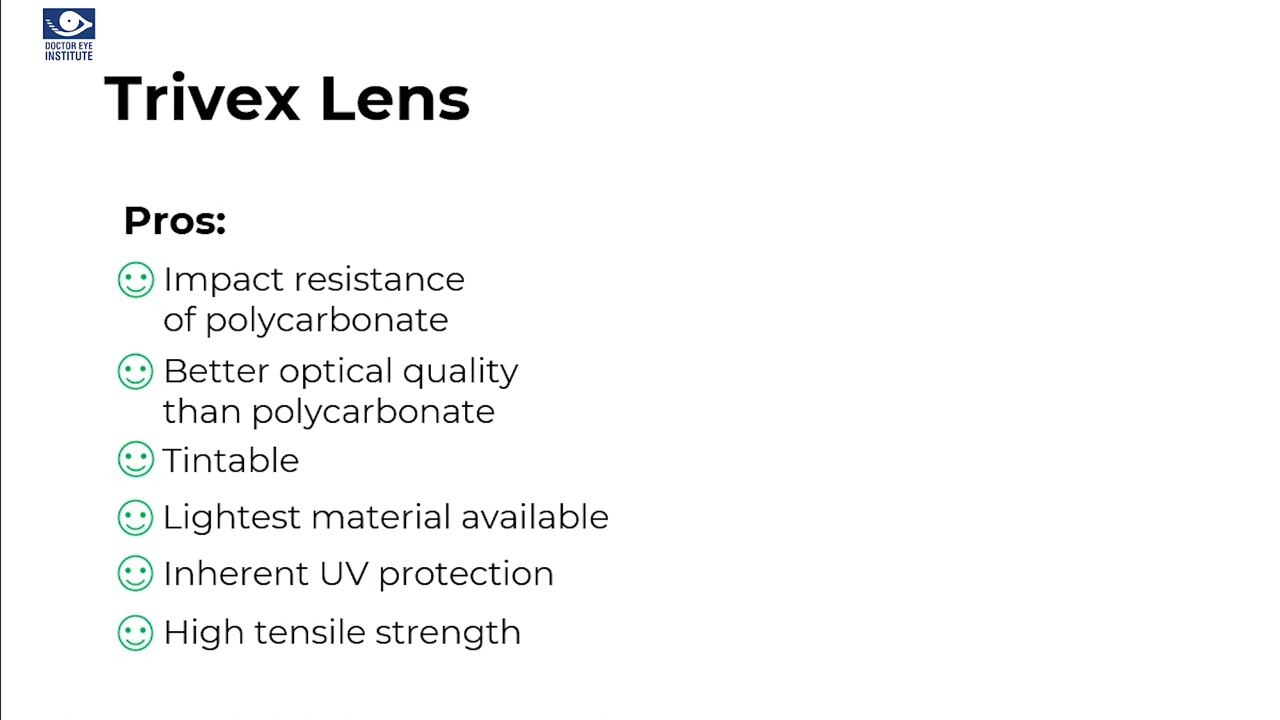 DOCTOR EYE
INSTITUTE
Trivex Lens
Pros:
Impact resistance
of polycarbonate
Better optical quality
than polycarbonate
Tintable
Lightest material available
Inherent UV protection
High tensile strength